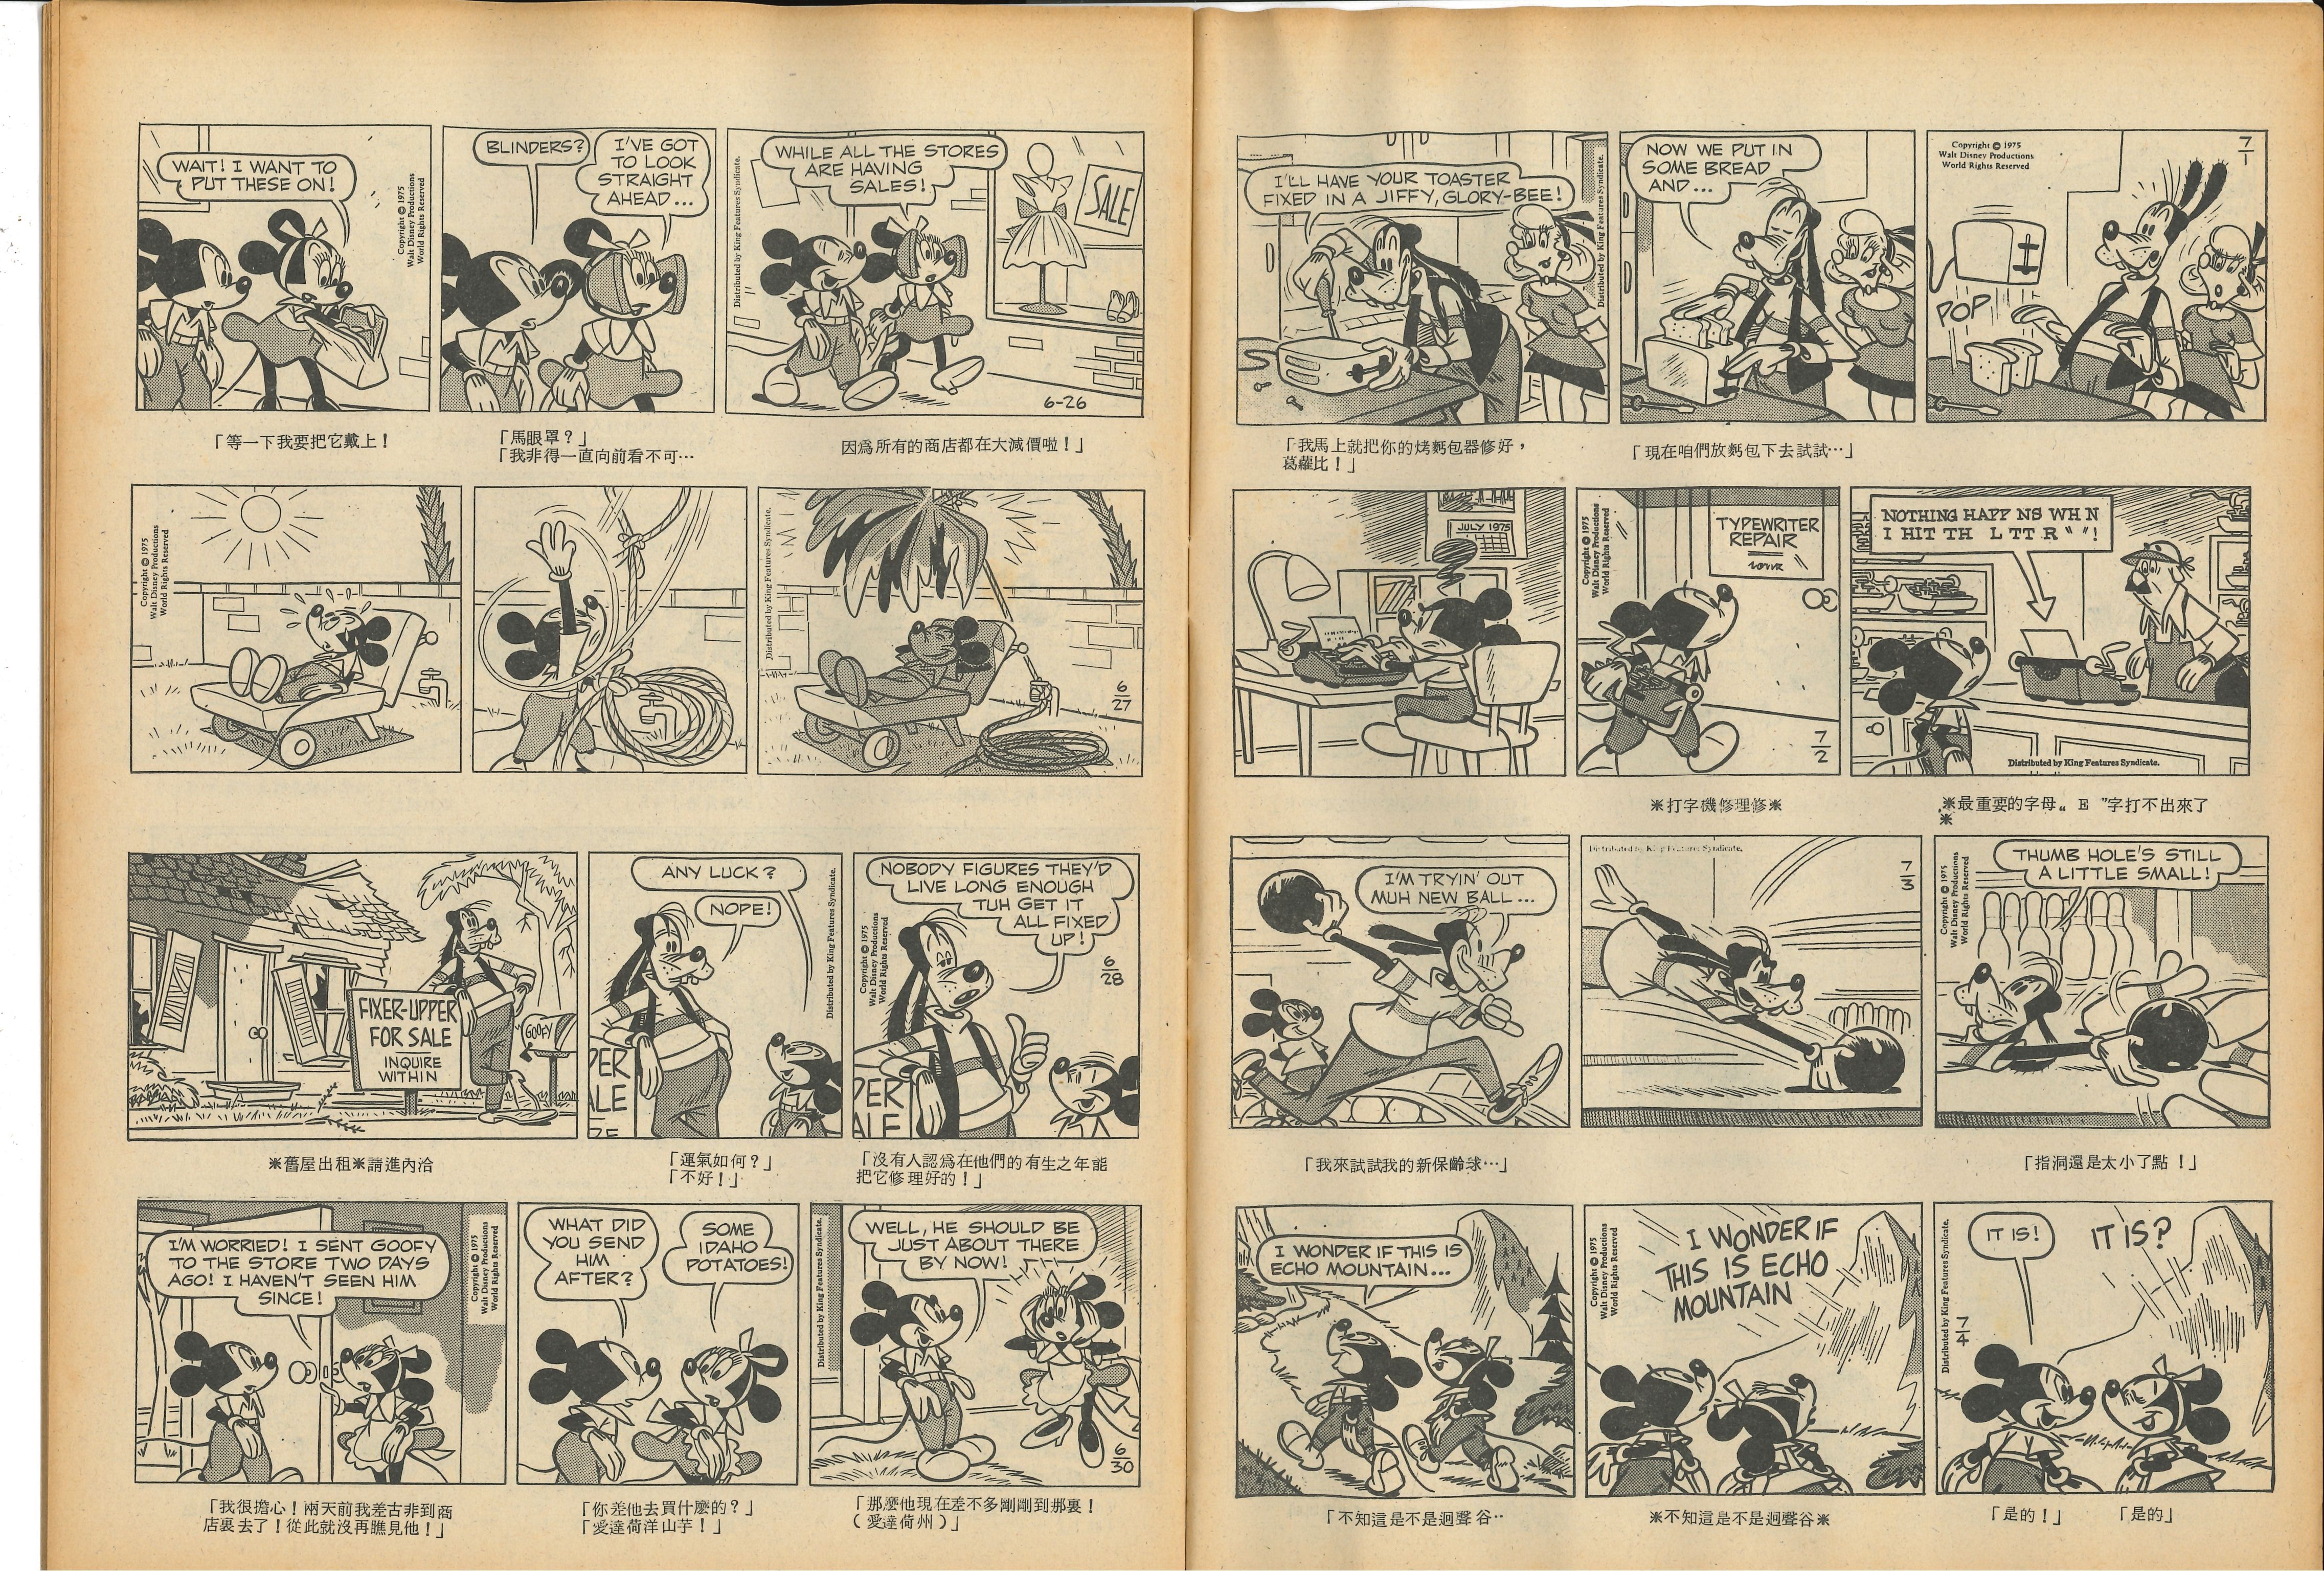 WAIT! I WANT TO
PUT THESE ON!
Copyright © 1975
Walt Disney Productions
World Rights Reserved
BLINDERS?
I'VE GOT
TO LOOK
STRAIGHT
AHEAD...
Distributed by King Features Syndicate.
WHILE ALL THE STORES
ARE HAVING
SALES!
SALE
6-26
「等一下我要把它戴上！
「馬眼罩？」
「我非得一直向前看不可…
因爲所有的商店都在大減價啦！」
Copyright © 1975
Walt Disney Productions
World Rights Reserved
Distributed by King Features Syndicate.
6
27
FIXER-UPPER
FOR SALE
INQUIRE
WITHIN
GOOFY
ANY LUCK?
NOPE!
PER
ALE
RE
Distributed by King Features Syndicate.
NOBODY FIGURES THEY'D
LIVE LONG ENOUGH
TUH GET IT
ALL FIXED
UP!
Copyright © 1975
Walt Disney Productions
World Rights Reserved
6
28
PER
ALE
※舊屋出租※請進內洽
「運氣如何？」
「不好！」
「沒有人認爲在他們的有生之年能
把它修理好的！」
I'M WORRIED! I SENT GOOFY
TO THE STORE TWO DAYS
AGO! I HAVEN'T SEEN HIM
SINCE!
Copyright © 1975
Walt Disney Productions
World Rights Reserved
WHAT DID
YOU SEND
HIM
AFTER?
SOME
IDAHO
POTATOES!
Distributed by King Features Syndicate.
WELL, HE SHOULD BE
JUST ABOUT THERE
BY NOW!
6
30
「我很擔心！兩天前我差古非到商
店裏去了！從此就沒再瞧見他！」
「你差他去買什麼的？」
「愛達荷洋山芋！」
「那麼他現在差不多剛剛到那裏！
（愛達荷州）」
I'LL HAVE YOUR TOASTER
FIXED IN A JIFFY, GLORY-BEE!
Distributed by King Features Syndicate.
NOW WE PUT IN
SOME BREAD
AND...
Copyright © 1975
Walt Disney Productions
World Rights Reserved
7
1
POP
「我馬上就把你的烤麪包器修好，
葛蘿比！」
「現在咱們放麪包下去試試…」
JULY 1975
Copyright © 1975
Walt Disney Productions
World Rights Reserved
TYPEWRITER
REPAIR
7
2
NOTHING HAPP NS WH N
I HIT TH L TT R " "!
Distributed by King Features Syndicate.
※打字機修理修※
※最重要的字母„ E ”字打不出來了
※
I'M TRYIN' OUT
MUH NEW BALL...
Distributed by King Features Syndicate.
7
3
Copyright © 1975
Walt Disney Productions
World Rights Reserved
THUMB HOLE'S STILL
A LITTLE SMALL!
「我來試試我的新保齡球…」
「指洞還是太小了點！」
I WONDER IF THIS IS
ECHO MOUNTAIN...
Copyright © 1975
Walt Disney Productions
World Rights Reserved
I WONDER IF
THIS IS ECHO
MOUNTAIN
Distributed by King Features Syndicate.
IT IS!
IT IS?
7
4
「不知這是不是迴聲谷‥
※不知這是不是迴聲谷※
「是的！」
「是的」